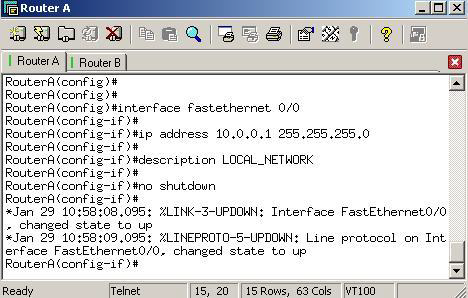 Router A
Router A
Router B
RouterA(config)#
RouterA(config)#
RouterA(config)#interface fastethernet 0/0
RouterA(config-if)#
RouterA(config-if)#ip address 10.0.0.1 255.255.255.0
RouterA(config-if)#
RouterA(config-if)#description LOCAL_NETWORK
RouterA(config-if)#
RouterA(config-if)#no shutdown
RouterA(config-if)#
*Jan 29 10:58:08.095: %LINK-3-UPDOWN: Interface FastEthernet0/0
, changed state to up
*Jan 29 10:58:09.095: %LINEPROTO-5-UPDOWN: Line protocol on Int
erface FastEthernet0/0, changed state to up
RouterA(config-if)#
Ready
Telnet
15, 20
15 Rows, 63 Cols
VT100